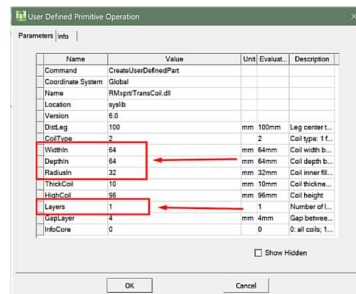 User Defined Primitive Operation
Parameters Info
Name Value Unit Evaluat... Description
Command CreateUserDefinedPart
Coordinate System Global
Name RMxprt/TransCoil.dll
Location syslib
Version 6.0
DistLeg 100 mm 100mm Leg center t...
CoilType 2 2 Coil type: 1 f...
WidthIn 64 mm 64mm Coil width b...
DepthIn 64 mm 64mm Coil depth b...
RadiusIn 32 mm 32mm Coil inner fill...
ThickCoil 10 mm 10mm Coil thickne...
HighCoil 96 mm 96mm Coil height
Layers 1 1 Number of l...
GapLayer 4 mm 4mm Gap betwee...
InfoCore 0 0 0: all coils; 1...
Show Hidden
OK Cancel